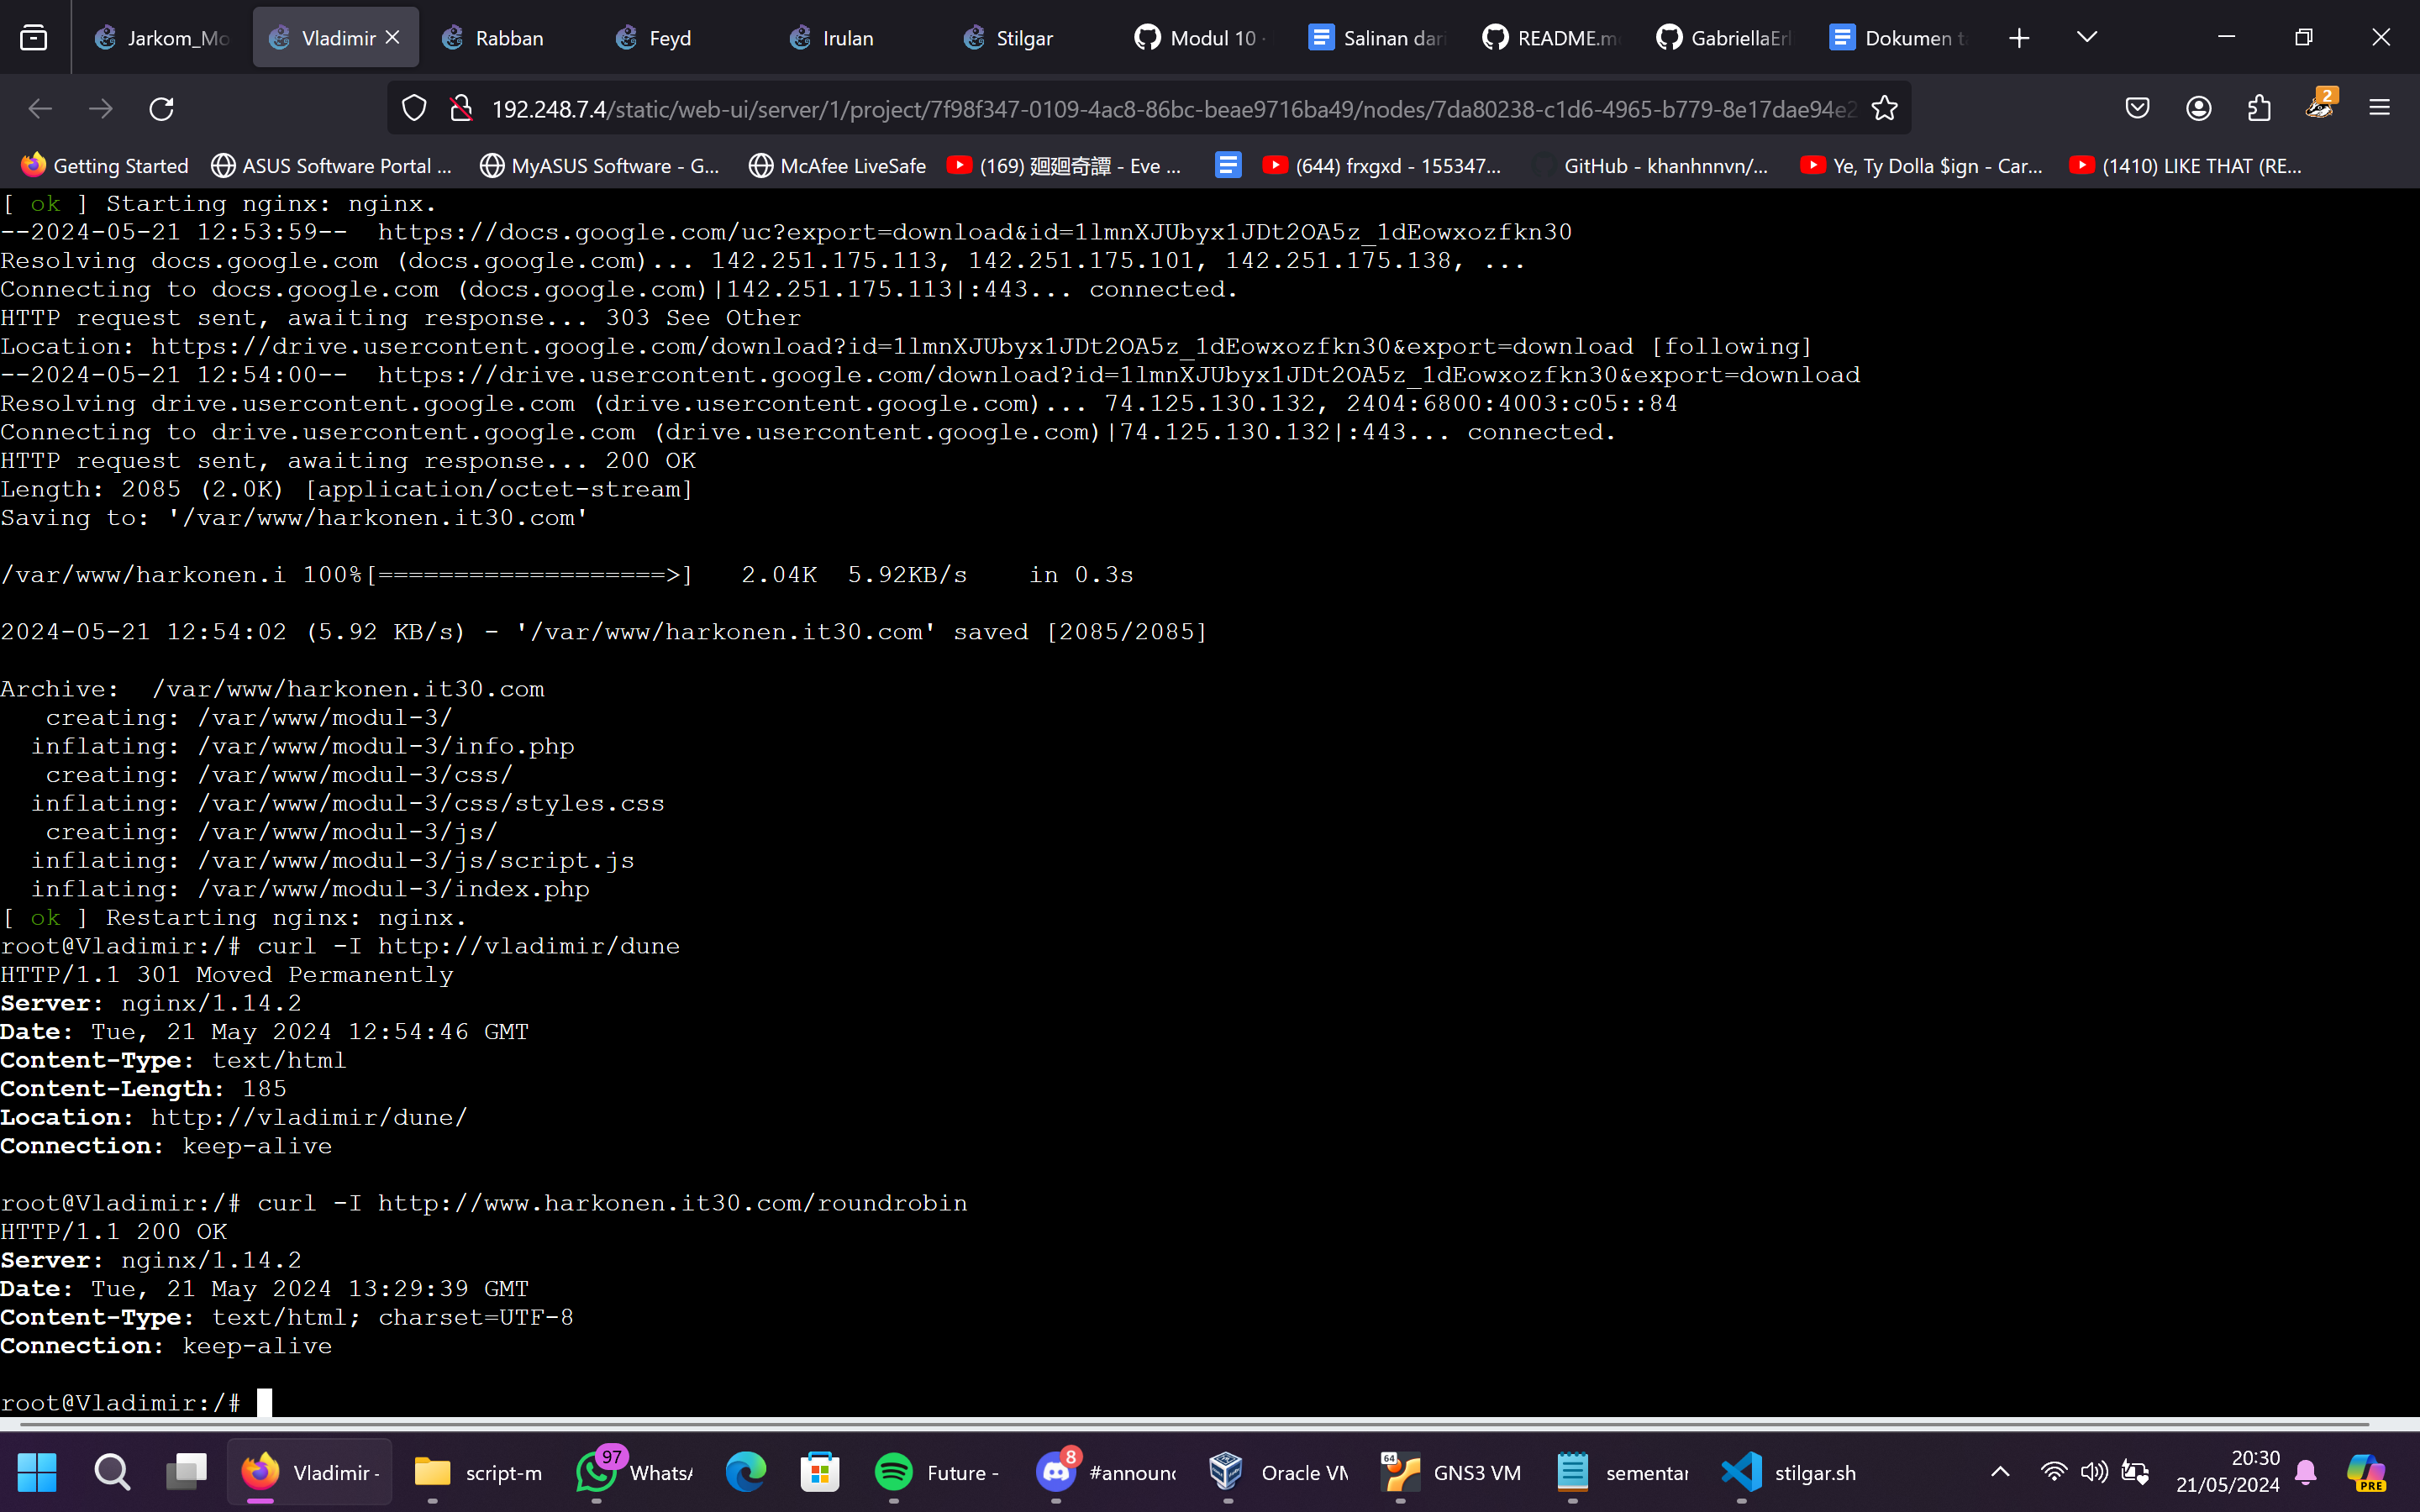 Jarkom_Mo
Vladimir
Rabban
Feyd
Irulan
Stilgar
Modul 10 ·
Salinan dari
README.m
GabriellaErl
Dokumen ta
192.248.7.4/static/web-ui/server/1/project/7f98f347-0109-4ac8-86bc-beae9716ba49/nodes/7da80238-c1d6-4965-b779-8e17dae94e2
2
Getting Started
ASUS Software Portal ...
MyASUS Software - G...
McAfee LiveSafe
(169) 廻廻奇譚 - Eve ...
(644) frxgxd - 155347...
GitHub - khanhnnvn/...
Ye, Ty Dolla $ign - Car...
(1410) LIKE THAT (RE...
[ ok ] Starting nginx: nginx.
--2024-05-21 12:53:59--  https://docs.google.com/uc?export=download&id=1lmnXJUbyx1JDt2OA5z_1dEowxozfkn30
Resolving docs.google.com (docs.google.com)... 142.251.175.113, 142.251.175.101, 142.251.175.138, ...
Connecting to docs.google.com (docs.google.com)|142.251.175.113|:443... connected.
HTTP request sent, awaiting response... 303 See Other
Location: https://drive.usercontent.google.com/download?id=1lmnXJUbyx1JDt2OA5z_1dEowxozfkn30&export=download [following]
--2024-05-21 12:54:00--  https://drive.usercontent.google.com/download?id=1lmnXJUbyx1JDt2OA5z_1dEowxozfkn30&export=download
Resolving drive.usercontent.google.com (drive.usercontent.google.com)... 74.125.130.132, 2404:6800:4003:c05::84
Connecting to drive.usercontent.google.com (drive.usercontent.google.com)|74.125.130.132|:443... connected.
HTTP request sent, awaiting response... 200 OK
Length: 2085 (2.0K) [application/octet-stream]
Saving to: '/var/www/harkonen.it30.com'
/var/www/harkonen.i 100%[===================>]   2.04K  5.92KB/s    in 0.3s
2024-05-21 12:54:02 (5.92 KB/s) - '/var/www/harkonen.it30.com' saved [2085/2085]
Archive:  /var/www/harkonen.it30.com
   creating: /var/www/modul-3/
  inflating: /var/www/modul-3/info.php
   creating: /var/www/modul-3/css/
  inflating: /var/www/modul-3/css/styles.css
   creating: /var/www/modul-3/js/
  inflating: /var/www/modul-3/js/script.js
  inflating: /var/www/modul-3/index.php
[ ok ] Restarting nginx: nginx.
root@Vladimir:/# curl -I http://vladimir/dune
HTTP/1.1 301 Moved Permanently
Server: nginx/1.14.2
Date: Tue, 21 May 2024 12:54:46 GMT
Content-Type: text/html
Content-Length: 185
Location: http://vladimir/dune/
Connection: keep-alive
root@Vladimir:/# curl -I http://www.harkonen.it30.com/roundrobin
HTTP/1.1 200 OK
Server: nginx/1.14.2
Date: Tue, 21 May 2024 13:29:39 GMT
Content-Type: text/html; charset=UTF-8
Connection: keep-alive
root@Vladimir:/#
Vladimir -
script-m
97
WhatsA
Future -
8
#announc
Oracle VM
64
GNS3 VM
sementar
stilgar.sh
20:30
21/05/2024
PRE